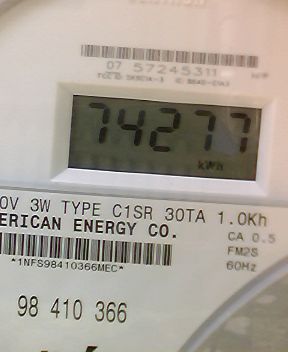 07 57245311
74277
kWh
0V 3W TYPE C1SR 30TA 1.0Kh
ERICAN ENERGY CO.
CA 0.5
FM2S
*1NFS98410366MEC*
60Hz
98 410 366